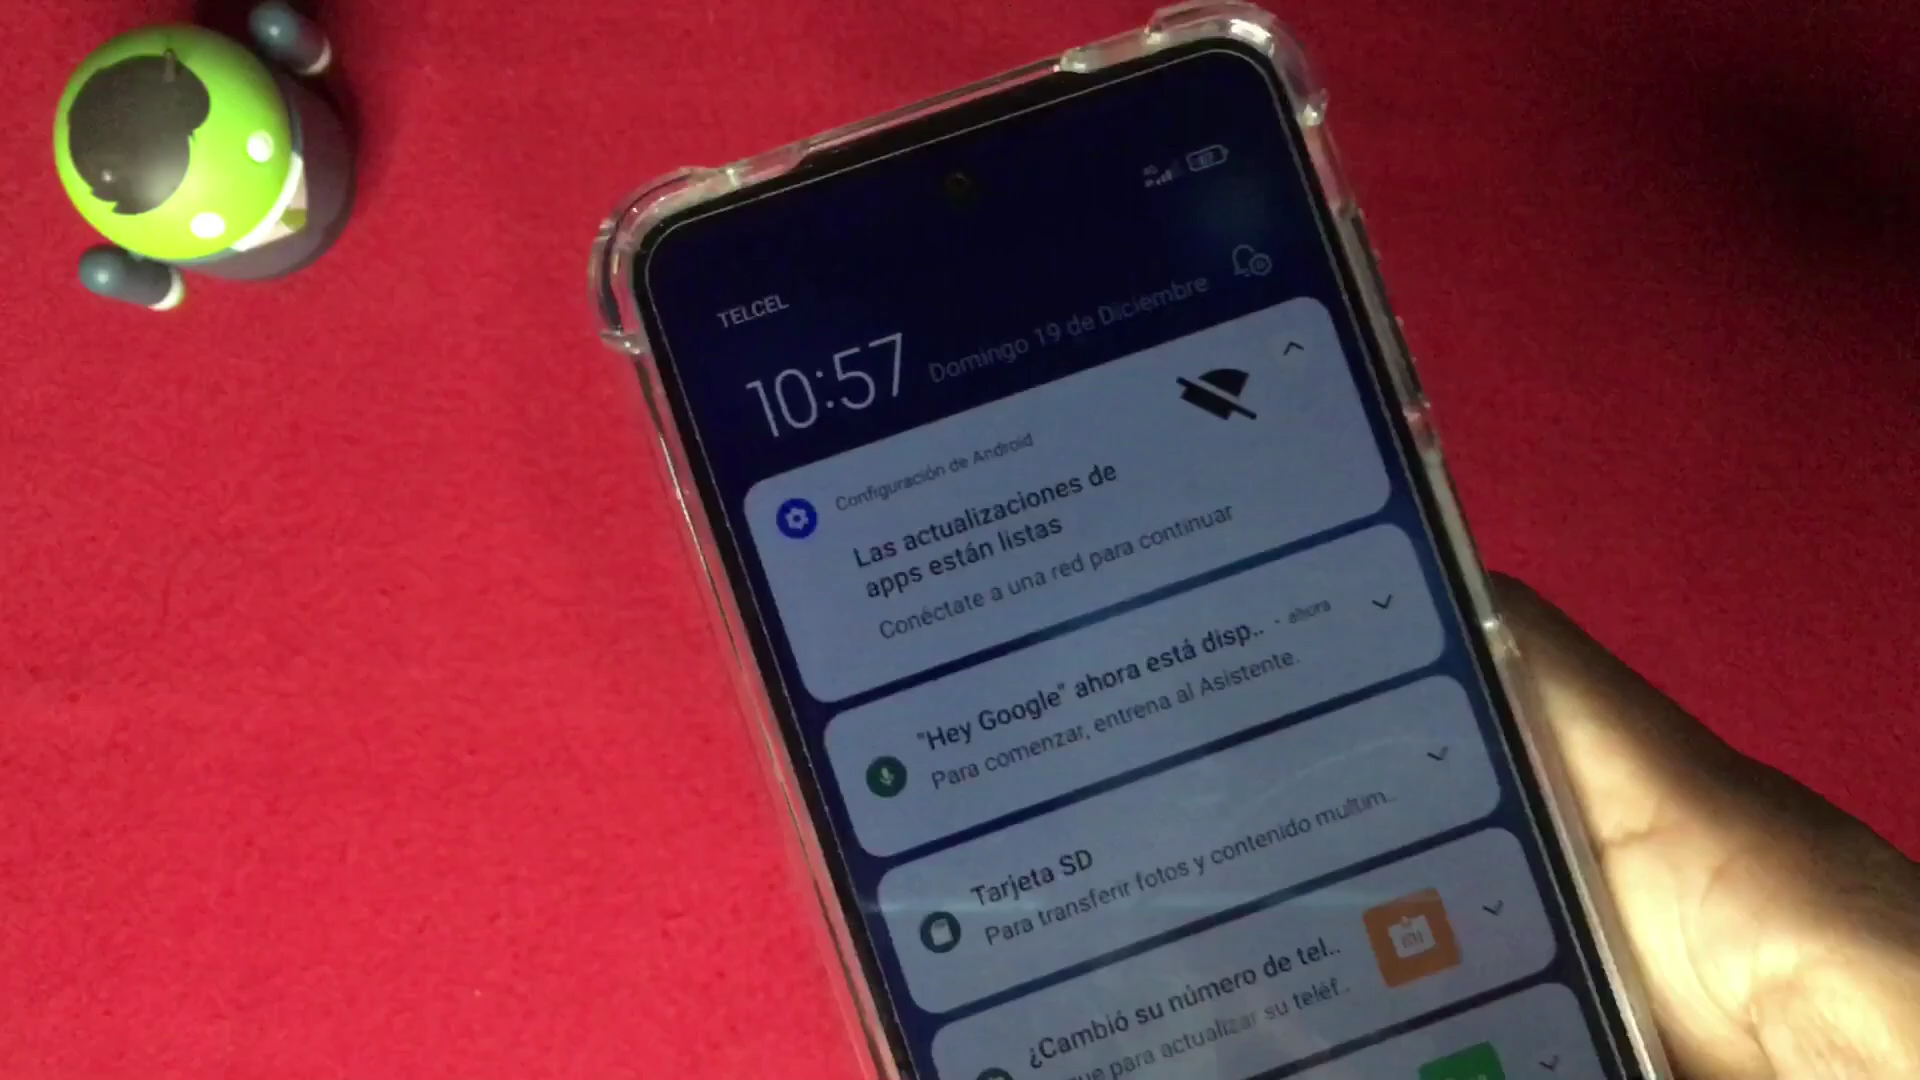 TELCEL
10:57 Domingo 19 de Diciembre
Configuración de Android
Las actualizaciones de
apps están listas
Conéctate a una red para continuar
"Hey Google" ahora está disp.. · ahora
Para comenzar, entrena al Asistente.
Tarjeta SD
Para transferir fotos y contenido multim..
¿Cambió su número de tel..
para actualizar su teléf..